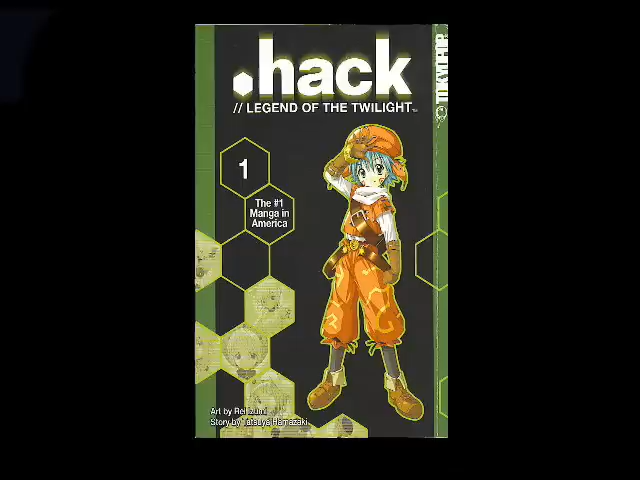 .hack
// LEGEND OF THE TWILIGHT™
TOKYOPOP
1
The #1
Manga in
America
Art by Rei Izumi
Story by Tatsuya Hamazaki